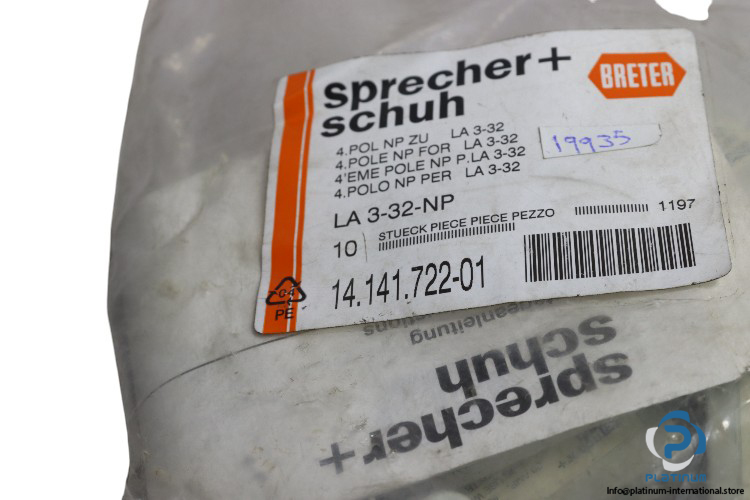 sprecher+
schuh
BRETER
4.POL NP ZU LA 3-32
4.POLE NP FOR LA 3-32
4'EME POLE NP P.LA 3-32
4.POLO NP PER LA 3-32
19935
LA 3-32-NP
10 STUECK PIECE PIECE PEZZO 1197
14.141.722-01
PE
sprecher+
schuh
PLATINUM
Info@platinum-international.store